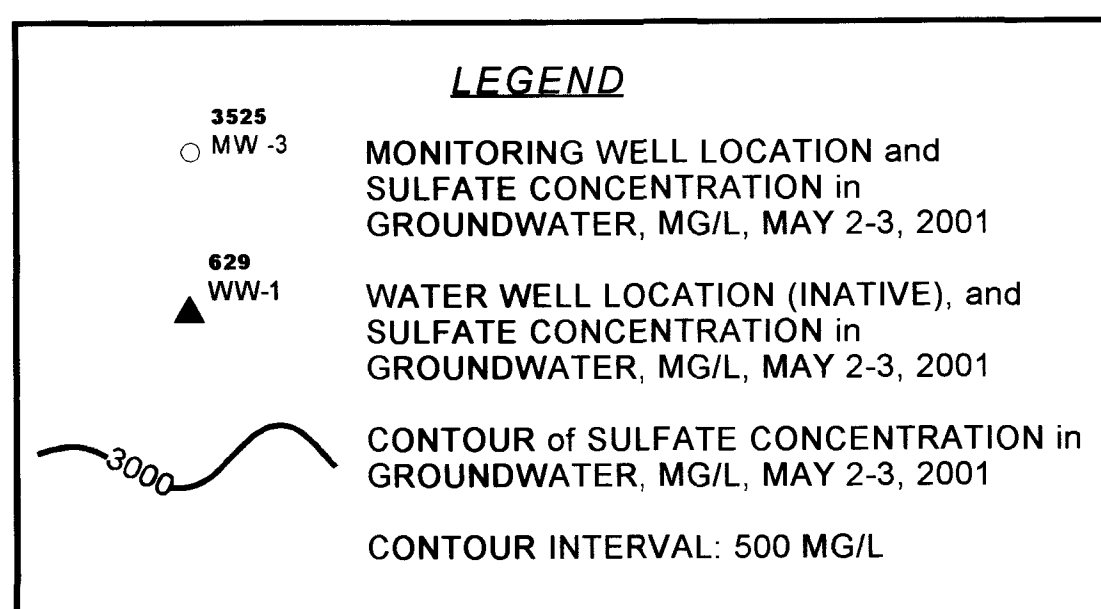 LEGEND
3525
MW -3
MONITORING WELL LOCATION and
SULFATE CONCENTRATION in
GROUNDWATER, MG/L, MAY 2-3, 2001
629
WW-1
WATER WELL LOCATION (INATIVE), and
SULFATE CONCENTRATION in
GROUNDWATER, MG/L, MAY 2-3, 2001
3000
CONTOUR of SULFATE CONCENTRATION in
GROUNDWATER, MG/L, MAY 2-3, 2001
CONTOUR INTERVAL: 500 MG/L